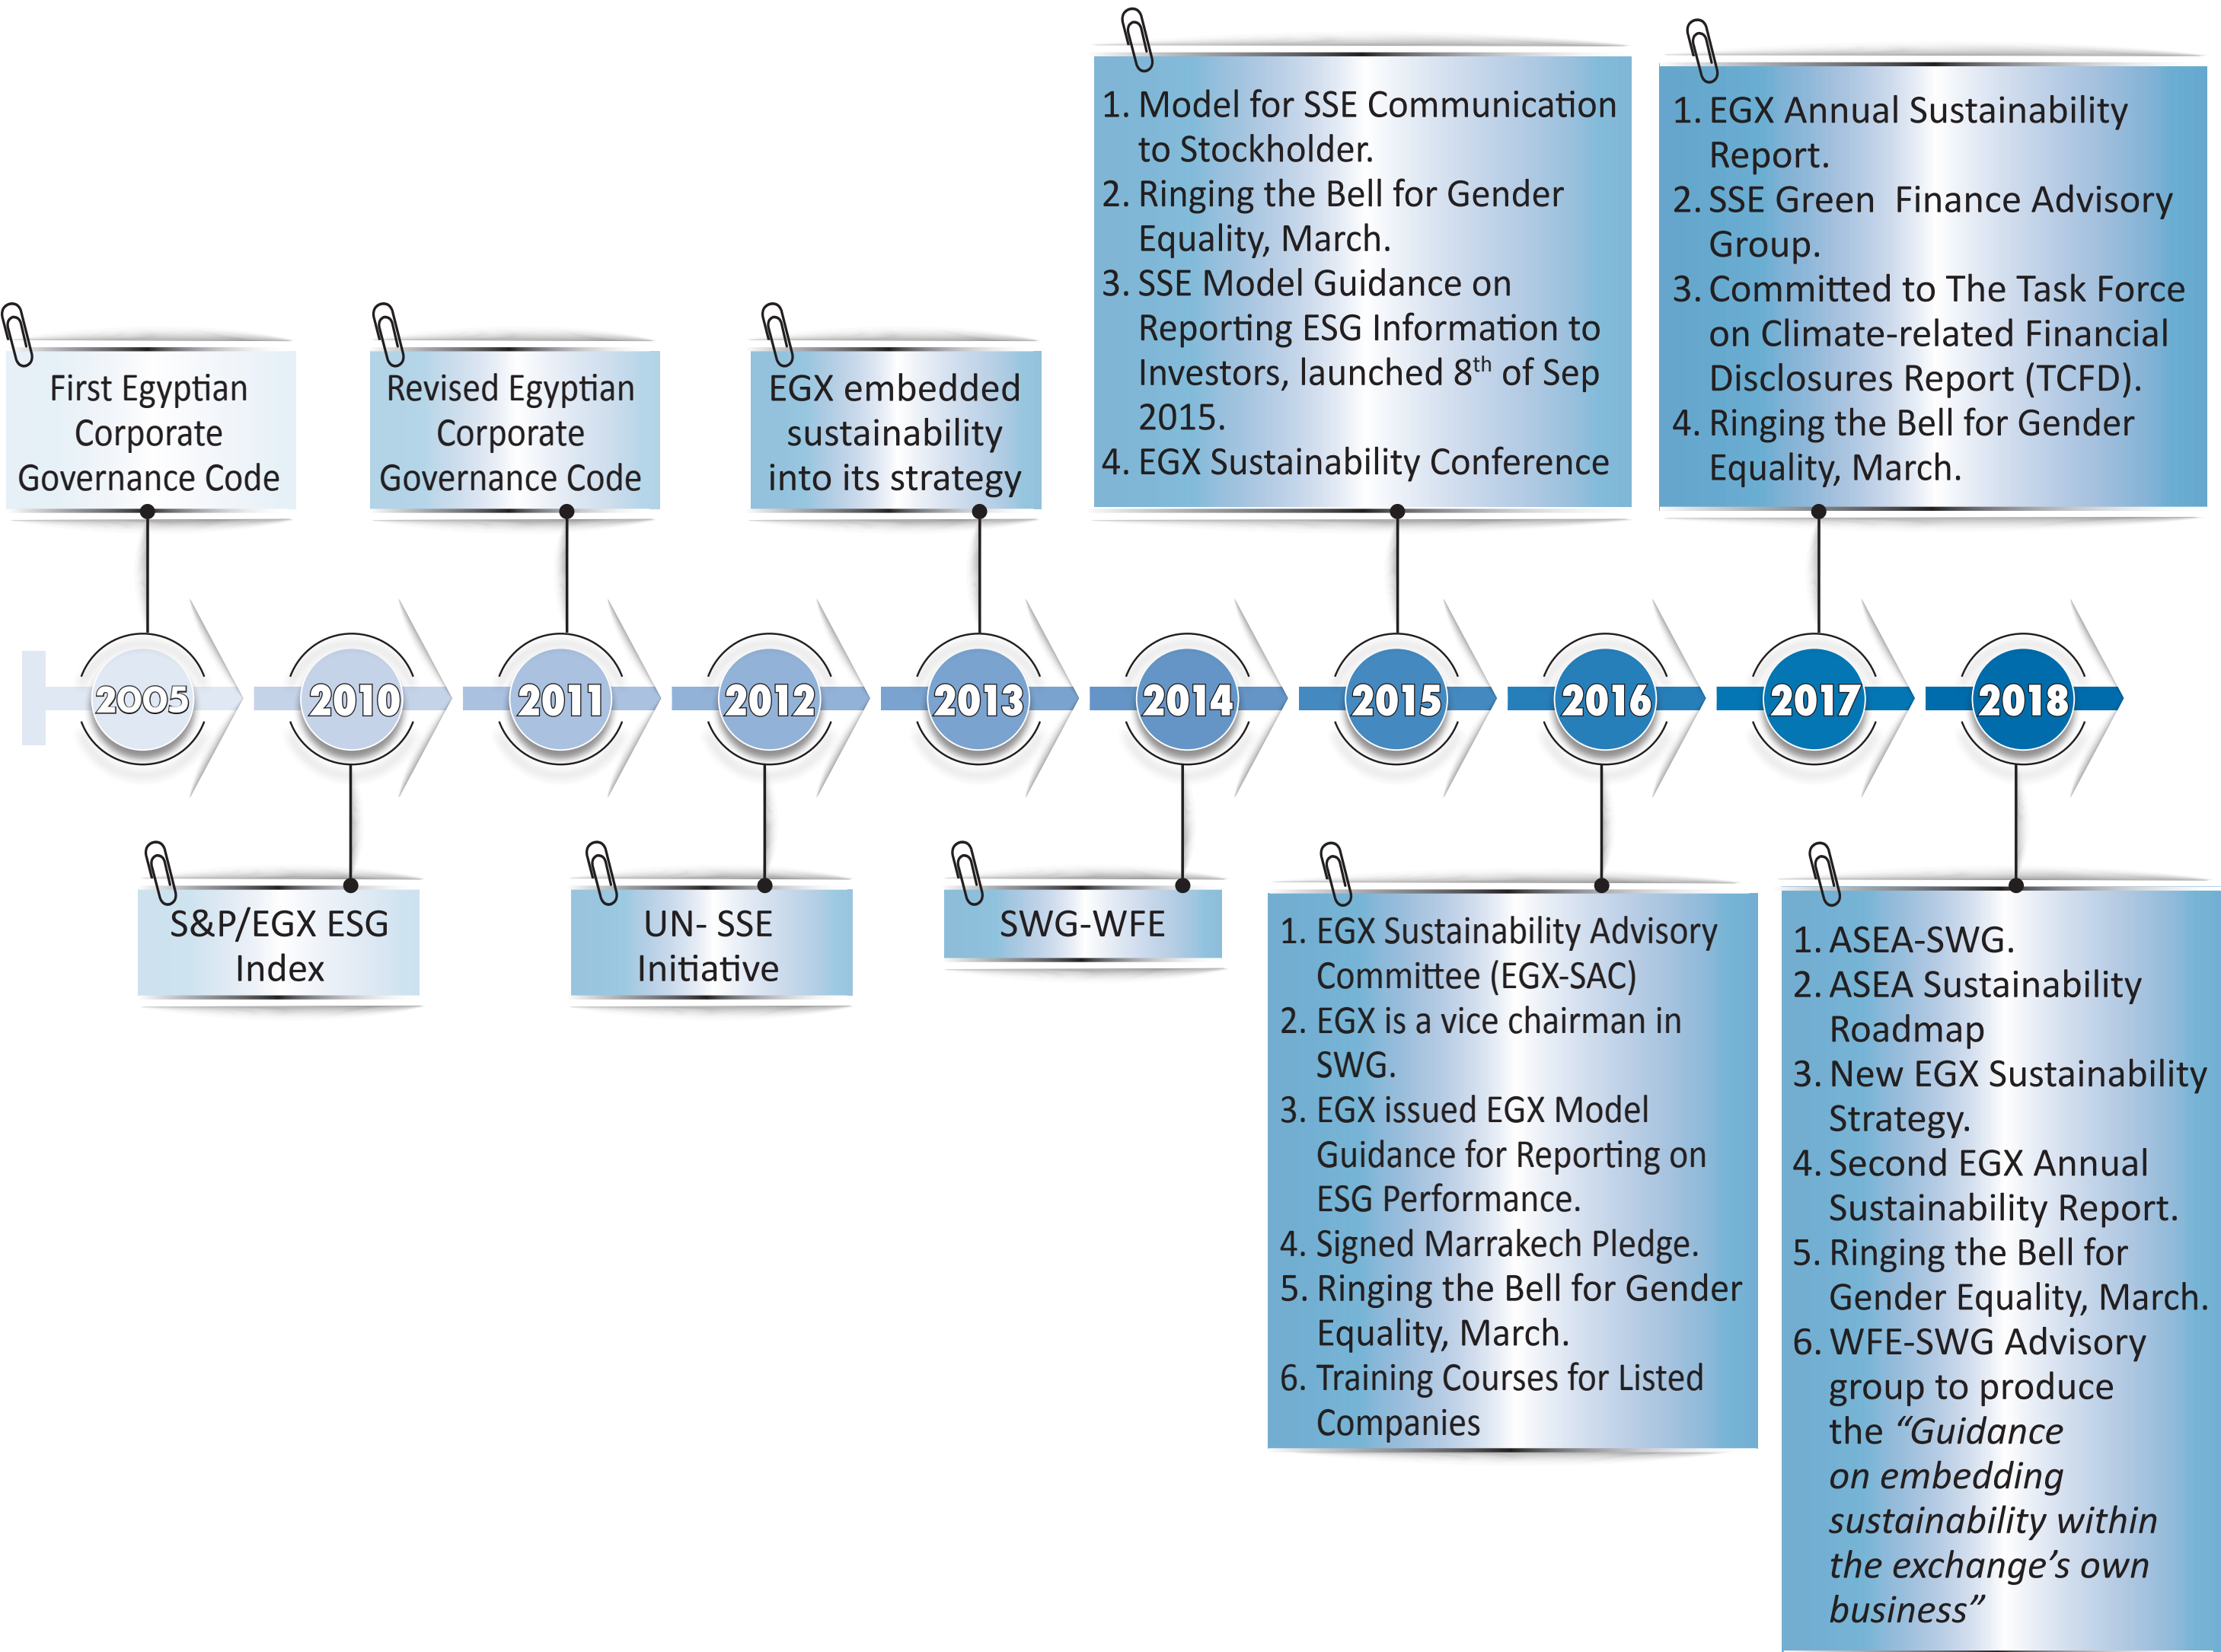 1. Model for SSE Communication
to Stockholder.
2. Ringing the Bell for Gender
Equality, March.
3. SSE Model Guidance on
Reporting ESG Information to
Investors, launched 8th of Sep
2015.
4. EGX Sustainability Conference
1. EGX Annual Sustainability
Report.
2. SSE Green Finance Advisory
Group.
3. Committed to The Task Force
on Climate-related Financial
Disclosures Report (TCFD).
4. Ringing the Bell for Gender
Equality, March.
First Egyptian
Corporate
Governance Code
Revised Egyptian
Corporate
Governance Code
EGX embedded
sustainability
into its strategy
2005
2010
2011
2012
2013
2014
2015
2016
2017
2018
S&P/EGX ESG
Index
UN- SSE
Initiative
SWG-WFE
1. EGX Sustainability Advisory
Committee (EGX-SAC)
2. EGX is a vice chairman in
SWG.
3. EGX issued EGX Model
Guidance for Reporting on
ESG Performance.
4. Signed Marrakech Pledge.
5. Ringing the Bell for Gender
Equality, March.
6. Training Courses for Listed
Companies
1. ASEA-SWG.
2. ASEA Sustainability
Roadmap
3. New EGX Sustainability
Strategy.
4. Second EGX Annual
Sustainability Report.
5. Ringing the Bell for
Gender Equality, March.
6. WFE-SWG Advisory
group to produce
the “Guidance
on embedding
sustainability within
the exchange’s own
business”